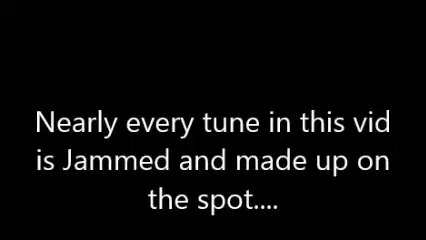 Nearly every tune in this vid
is Jammed and made up on
the spot....